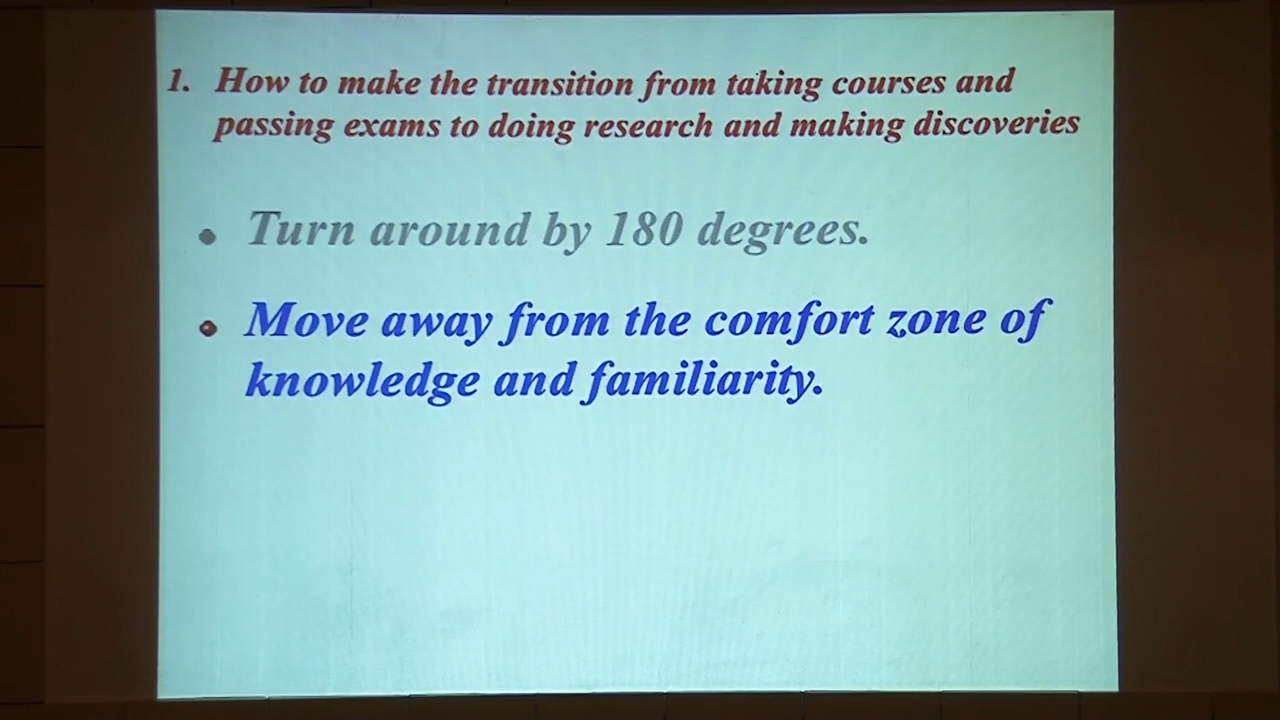 1. How to make the transition from taking courses and
passing exams to doing research and making discoveries
• Turn around by 180 degrees.
• Move away from the comfort zone of
knowledge and familiarity.